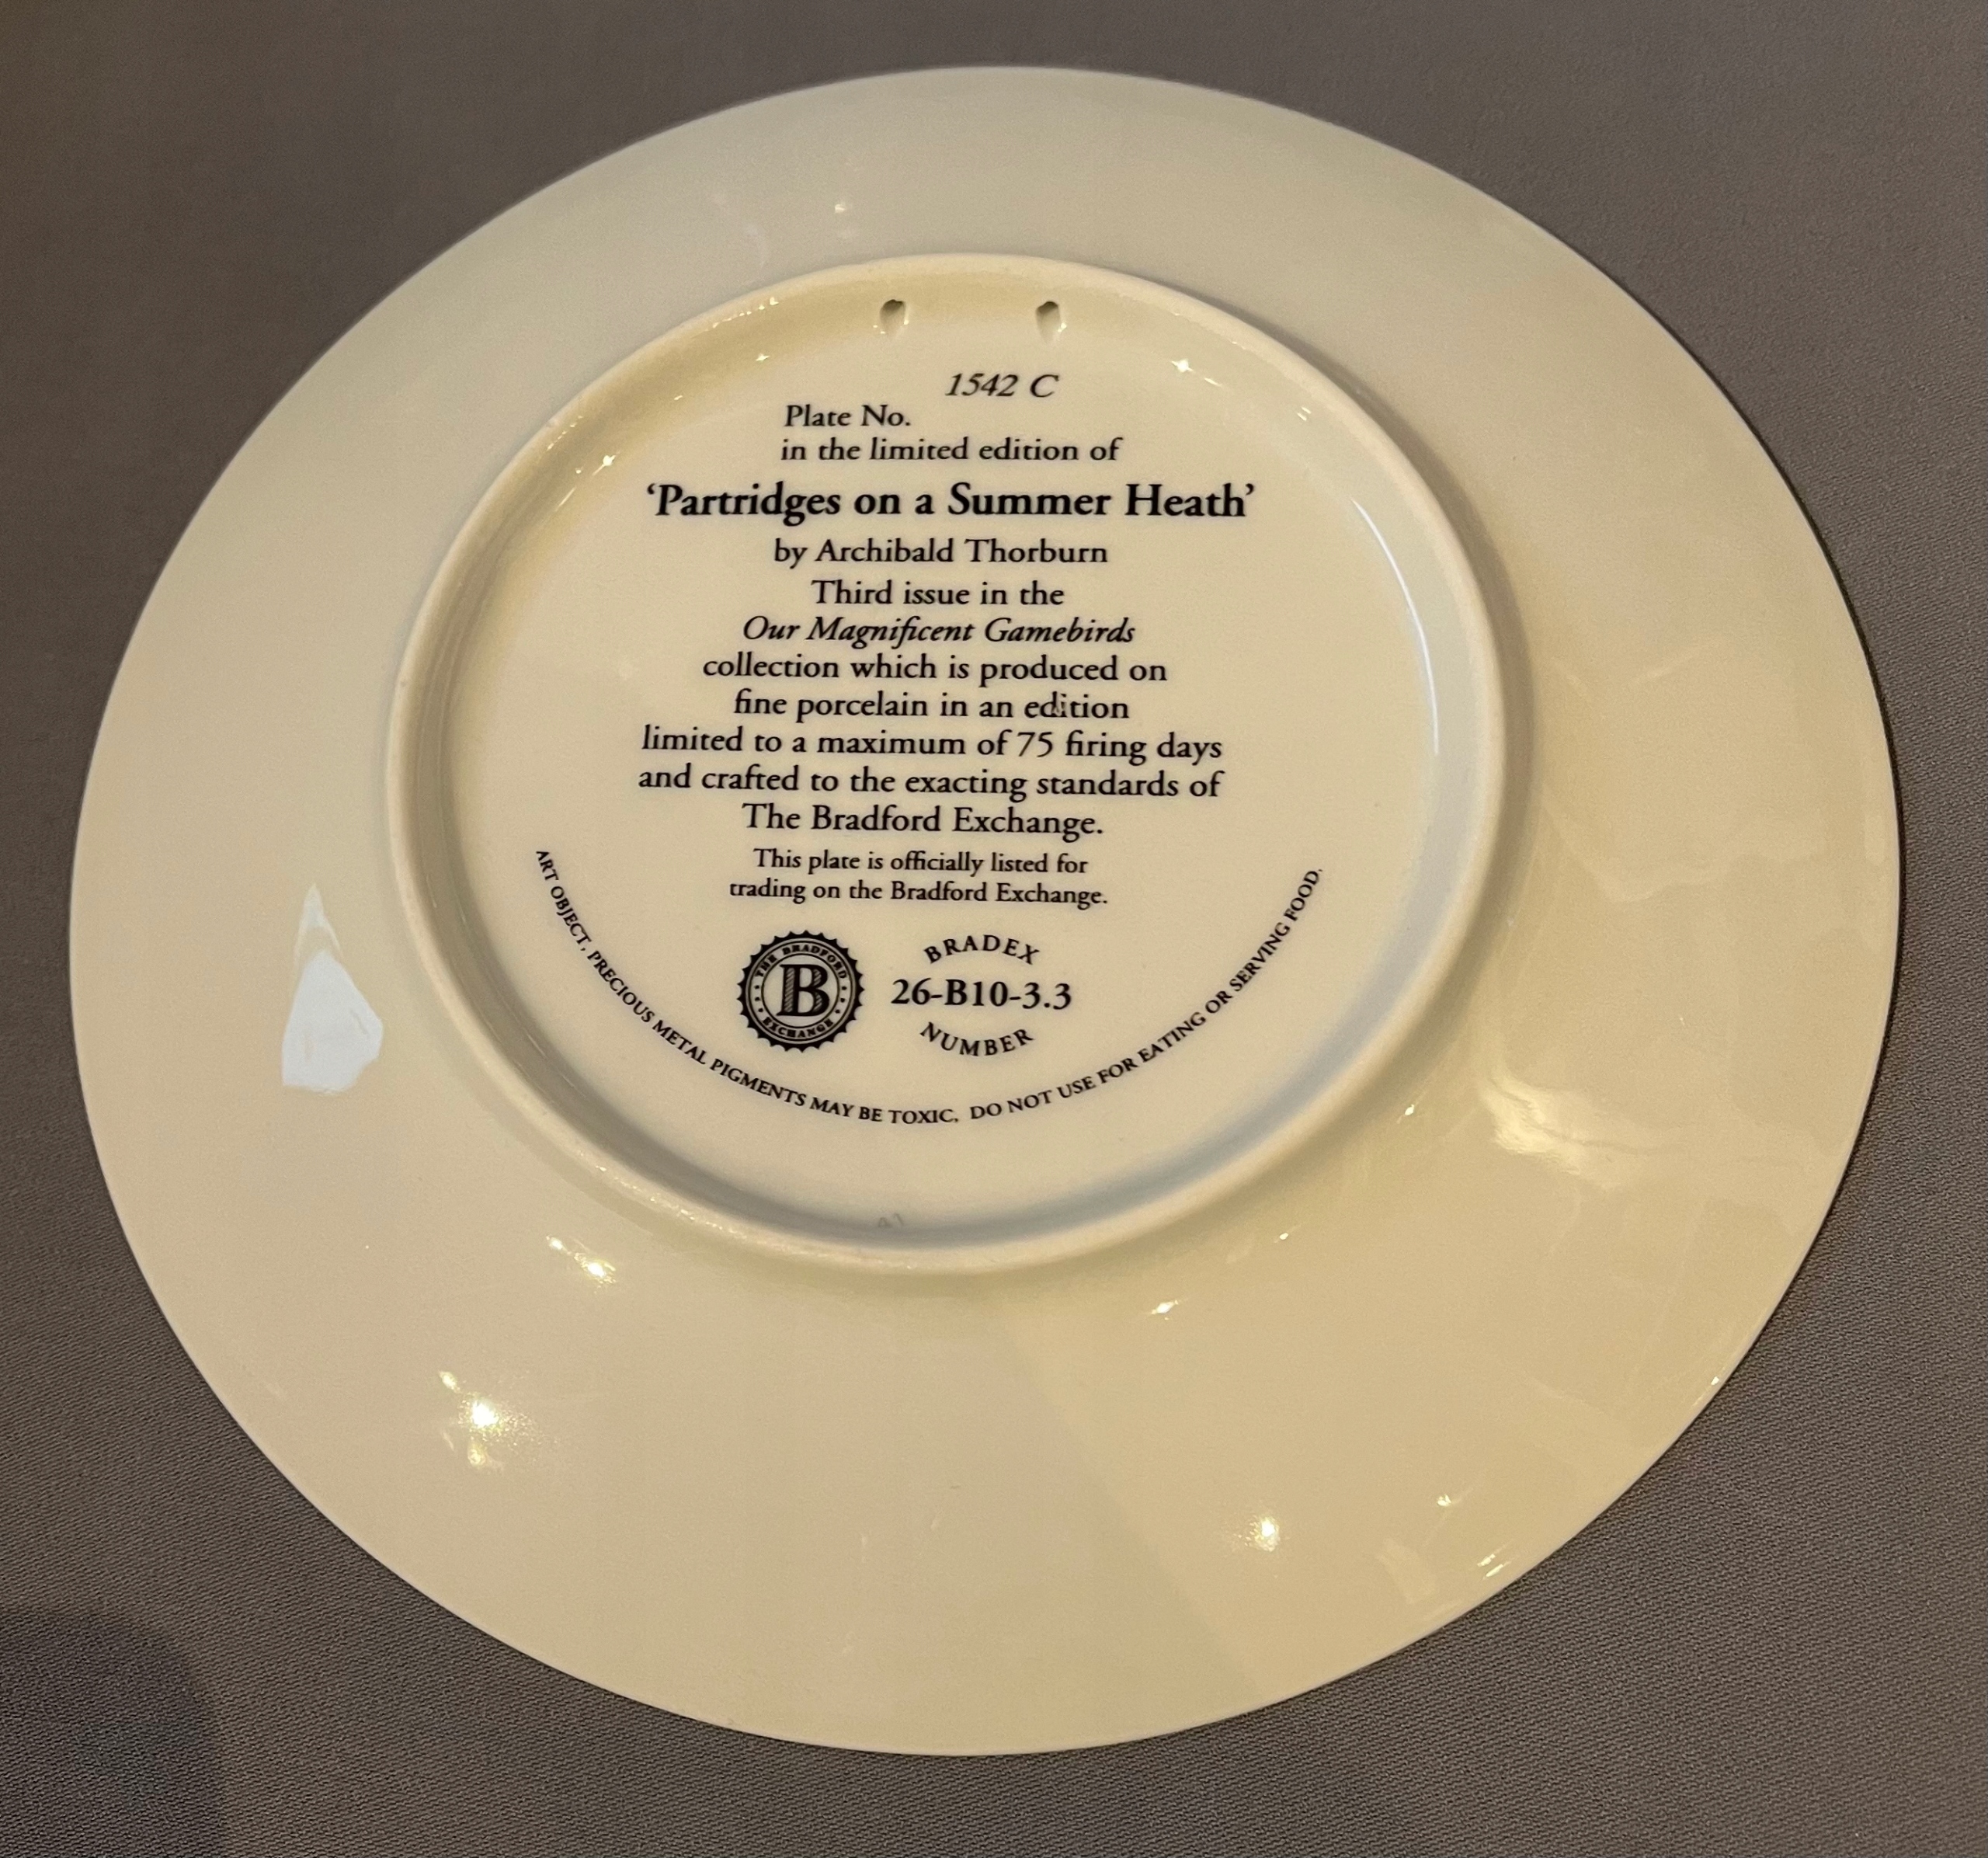 1542 C
Plate No.
in the limited edition of
‘Partridges on a Summer Heath’
by Archibald Thorburn
Third issue in the
Our Magnificent Gamebirds
collection which is produced on
fine porcelain in an edition
limited to a maximum of 75 firing days
and crafted to the exacting standards of
The Bradford Exchange.
This plate is officially listed for
trading on the Bradford Exchange.
THE BRADFORD
B
EXCHANGE
BRADEX
26-B10-3.3
NUMBER
ART OBJECT, PRECIOUS METAL PIGMENTS MAY BE TOXIC, DO NOT USE FOR EATING OR SERVING FOOD.